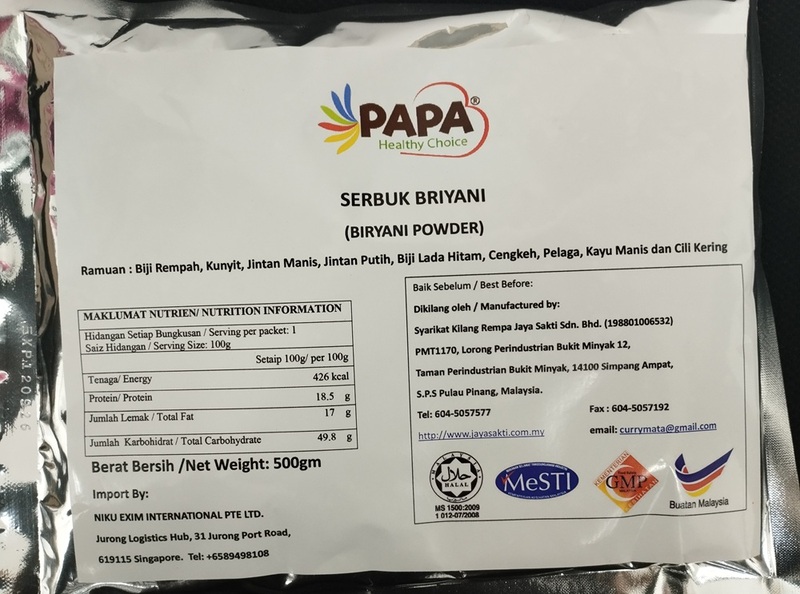 PAPA®
Healthy Choice
SERBUK BRIYANI
(BIRYANI POWDER)
Ramuan : Biji Rempah, Kunyit, Jintan Manis, Jintan Putih, Biji Lada Hitam, Cengkeh, Pelaga, Kayu Manis dan Cili Kering
MAKLUMAT NUTRIEN/ NUTRITION INFORMATION
Hidangan Setiap Bungkusan / Serving per packet: 1
Saiz Hidangan / Serving Size: 100g
Setaip 100g/ per 100g
Tenaga/ Energy 426 kcal
Protein/ Protein 18.5 g
Jumlah Lemak / Total Fat 17 g
Jumlah Karbohidrat / Total Carbohydrate 49.8 g
Berat Bersih /Net Weight: 500gm
Import By:
NIKU EXIM INTERNATIONAL PTE LTD.
Jurong Logistics Hub, 31 Jurong Port Road,
619115 Singapore. Tel: +6589498108
Baik Sebelum / Best Before:
Dikilang oleh / Manufactured by:
Syarikat Kilang Rempa Jaya Sakti Sdn. Bhd. (198801006532)
PMT1170, Lorong Perindustrian Bukit Minyak 12,
Taman Perindustrian Bukit Minyak, 14100 Simpang Ampat,
S.P.S Pulau Pinang, Malaysia.
Tel: 604-5057577 Fax : 604-5057192
http://www.jayasakti.com.my email: currymata@gmail.com
MALAYSIA
حلال
HALAL
MS 1500:2009
1 012-07/2008
MeSTI
GMP
Buatan Malaysia